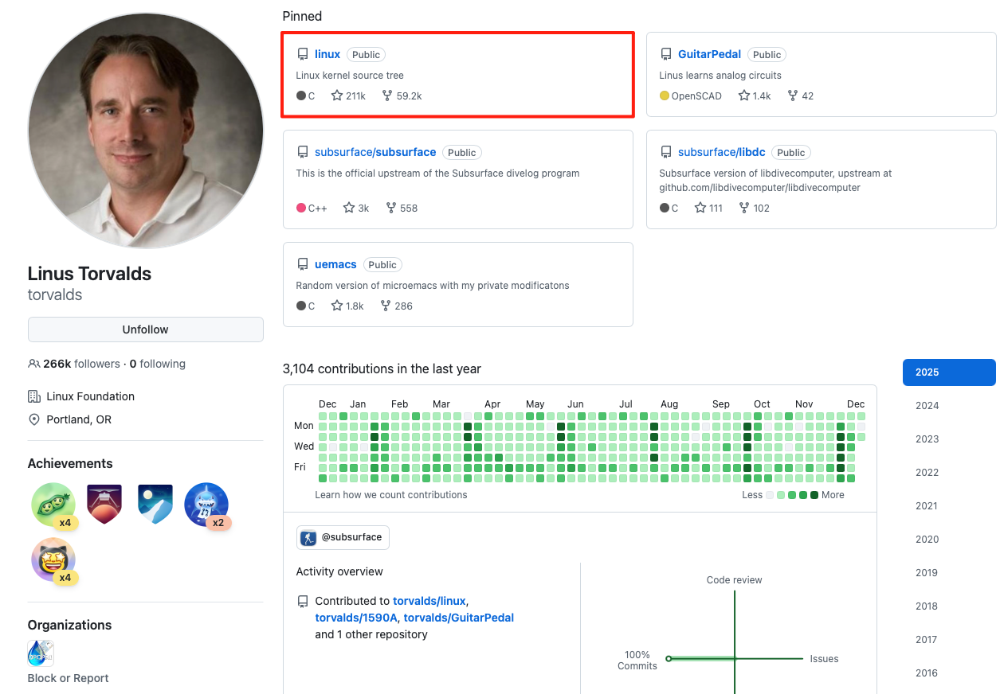 Linus Torvalds
torvalds
Unfollow
266k followers · 0 following
Linux Foundation
Portland, OR
Achievements
x4
x2
x4
Organizations
Block or Report
Pinned
linux Public
Linux kernel source tree
C 211k 59.2k
GuitarPedal Public
Linus learns analog circuits
OpenSCAD 1.4k 42
subsurface/subsurface Public
This is the official upstream of the Subsurface divelog program
C++ 3k 558
subsurface/libdc Public
Subsurface version of libdivecomputer, upstream at
github.com/libdivecomputer/libdivecomputer
C 111 102
uemacs Public
Random version of microemacs with my private modificatons
C 1.8k 286
3,104 contributions in the last year
Dec Jan Feb Mar Apr May Jun Jul Aug Sep Oct Nov Dec
Mon
Wed
Fri
Learn how we count contributions
Less More
@subsurface
Activity overview
Contributed to torvalds/linux,
torvalds/1590A, torvalds/GuitarPedal
and 1 other repository
Code review
100%
Commits
Issues
2025
2024
2023
2022
2021
2020
2019
2018
2017
2016